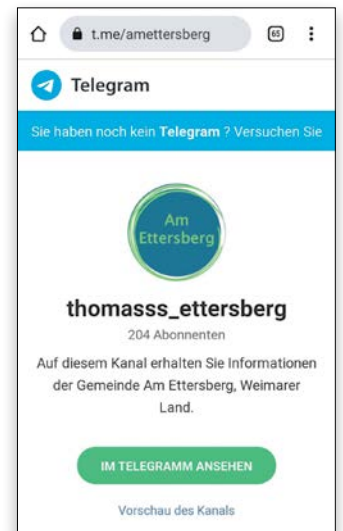 t.me/amettersberg
65
Telegram
Sie haben noch kein Telegram ? Versuchen Sie
Am
Ettersberg
thomasss_ettersberg
204 Abonnenten
Auf diesem Kanal erhalten Sie Informationen
der Gemeinde Am Ettersberg, Weimarer
Land.
IM TELEGRAMM ANSEHEN
Vorschau des Kanals